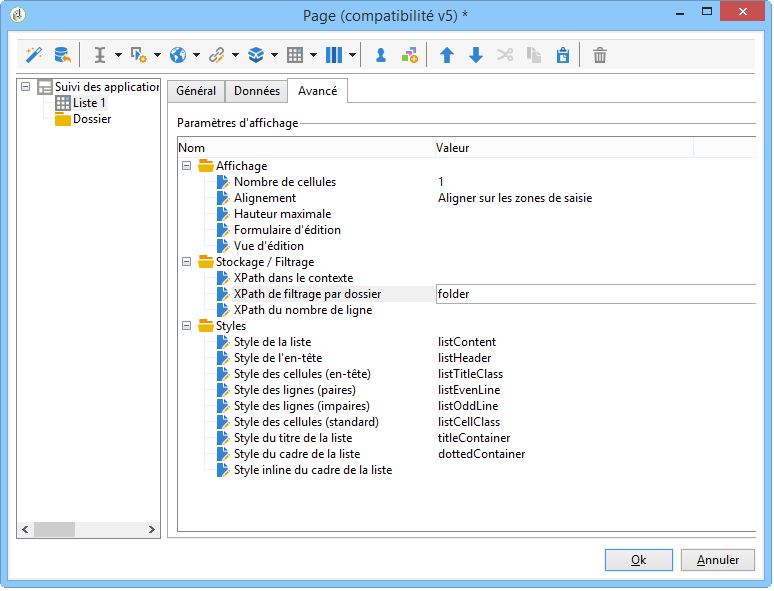 Page (compatibilité v5) *
Suivi des application
Liste 1
Dossier
Général
Données
Avancé
Paramètres d'affichage
Nom
Valeur
Affichage
Nombre de cellules
1
Alignement
Aligner sur les zones de saisie
Hauteur maximale
Formulaire d'édition
Vue d'édition
Stockage / Filtrage
XPath dans le contexte
XPath de filtrage par dossier
folder
XPath du nombre de ligne
Styles
Style de la liste
listContent
Style de l'en-tête
listHeader
Style des cellules (en-tête)
listTitleClass
Style des lignes (paires)
listEvenLine
Style des lignes (impaires)
listOddLine
Style des cellules (standard)
listCellClass
Style du titre de la liste
titleContainer
Style du cadre de la liste
dottedContainer
Style inline du cadre de la liste
Ok
Annuler